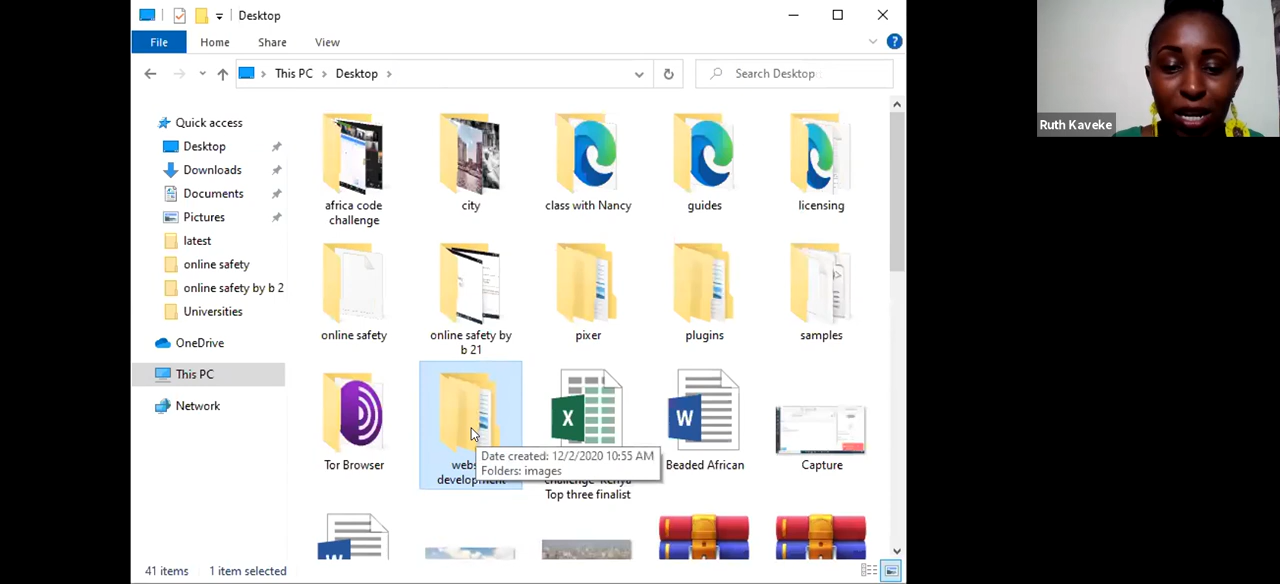 Desktop
File
Home
Share
View
This PC
Desktop
Search Desktop
Ruth Kaveke
Quick access
Desktop
Downloads
Documents
Pictures
latest
online safety
online safety by b 2
Universities
OneDrive
This PC
Network
africa code
challenge
city
class with Nancy
guides
licensing
online safety
online safety by
b 21
pixer
plugins
samples
Tor Browser
development
Date created: 12/2/2020 10:55 AM
Folders: images
Top three finalist
Beaded African
Capture
41 items
1 item selected